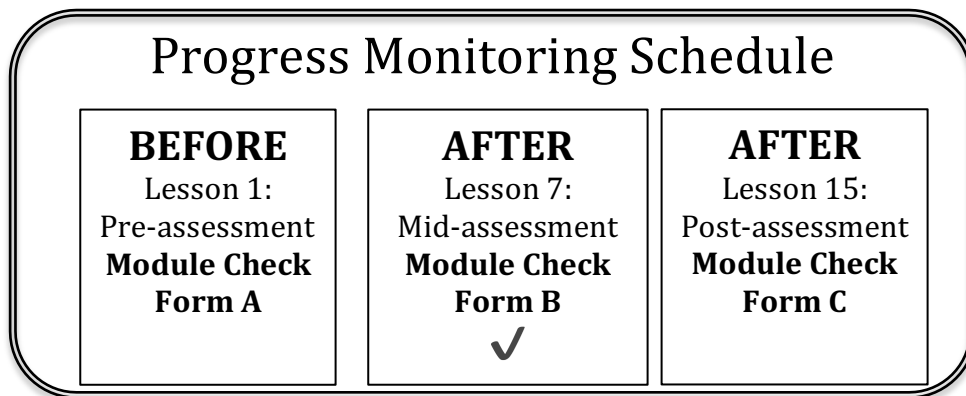 Progress Monitoring Schedule
BEFORE
Lesson 1:
Pre-assessment
Module Check
Form A
AFTER
Lesson 7:
Mid-assessment
Module Check
Form B
✓
AFTER
Lesson 15:
Post-assessment
Module Check
Form C